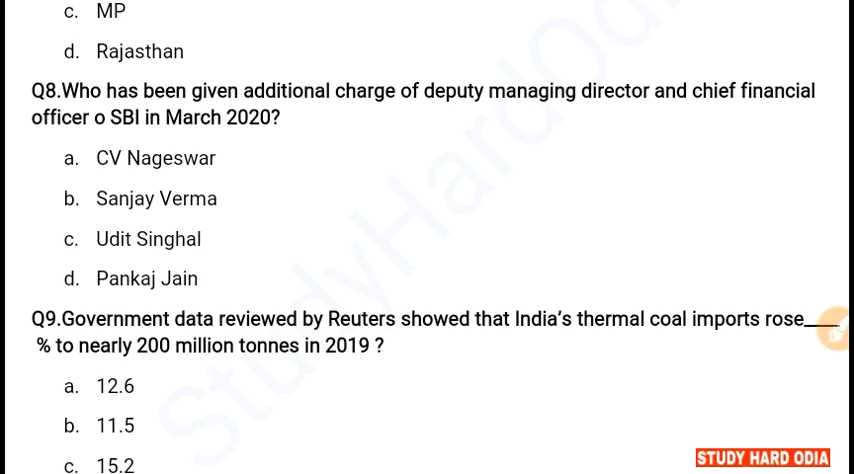 c. MP
d. Rajasthan
Q8.Who has been given additional charge of deputy managing director and chief financial
officer o SBI in March 2020?
a. CV Nageswar
b. Sanjay Verma
c. Udit Singhal
d. Pankaj Jain
Q9.Government data reviewed by Reuters showed that India’s thermal coal imports rose____
% to nearly 200 million tonnes in 2019 ?
a. 12.6
b. 11.5
c. 15.2
STUDY HARD ODIA
StudyHardOdi